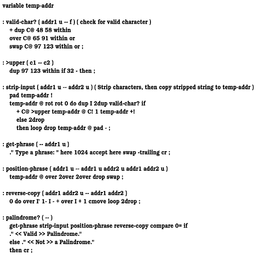 variable temp-addr
: valid-char? ( addr1 u -- f ) ( check for valid character )
+ dup C@ 48 58 within
over C@ 65 91 within or
swap C@ 97 123 within or ;
: >upper ( c1 -- c2 )
dup 97 123 within if 32 - then ;
: strip-input ( addr1 u -- addr2 u ) ( Strip characters, then copy stripped string to temp-addr )
pad temp-addr !
temp-addr @ rot rot 0 do dup I 2dup valid-char? if
+ C@ >upper temp-addr @ C! 1 temp-addr +!
else 2drop
then loop drop temp-addr @ pad - ;
: get-phrase ( -- addr1 u )
." Type a phrase: " here 1024 accept here swap -trailing cr ;
: position-phrase ( addr1 u -- addr1 u addr2 u addr1 addr2 u )
temp-addr @ over 2over 2over drop swap ;
: reverse-copy ( addr1 addr2 u -- addr1 addr2 )
0 do over I' 1- I - + over I + 1 cmove loop 2drop ;
: palindrome? ( -- )
get-phrase strip-input position-phrase reverse-copy compare 0= if
." << Valid >> Palindrome."
else ." << Not >> a Palindrome."
then cr ;